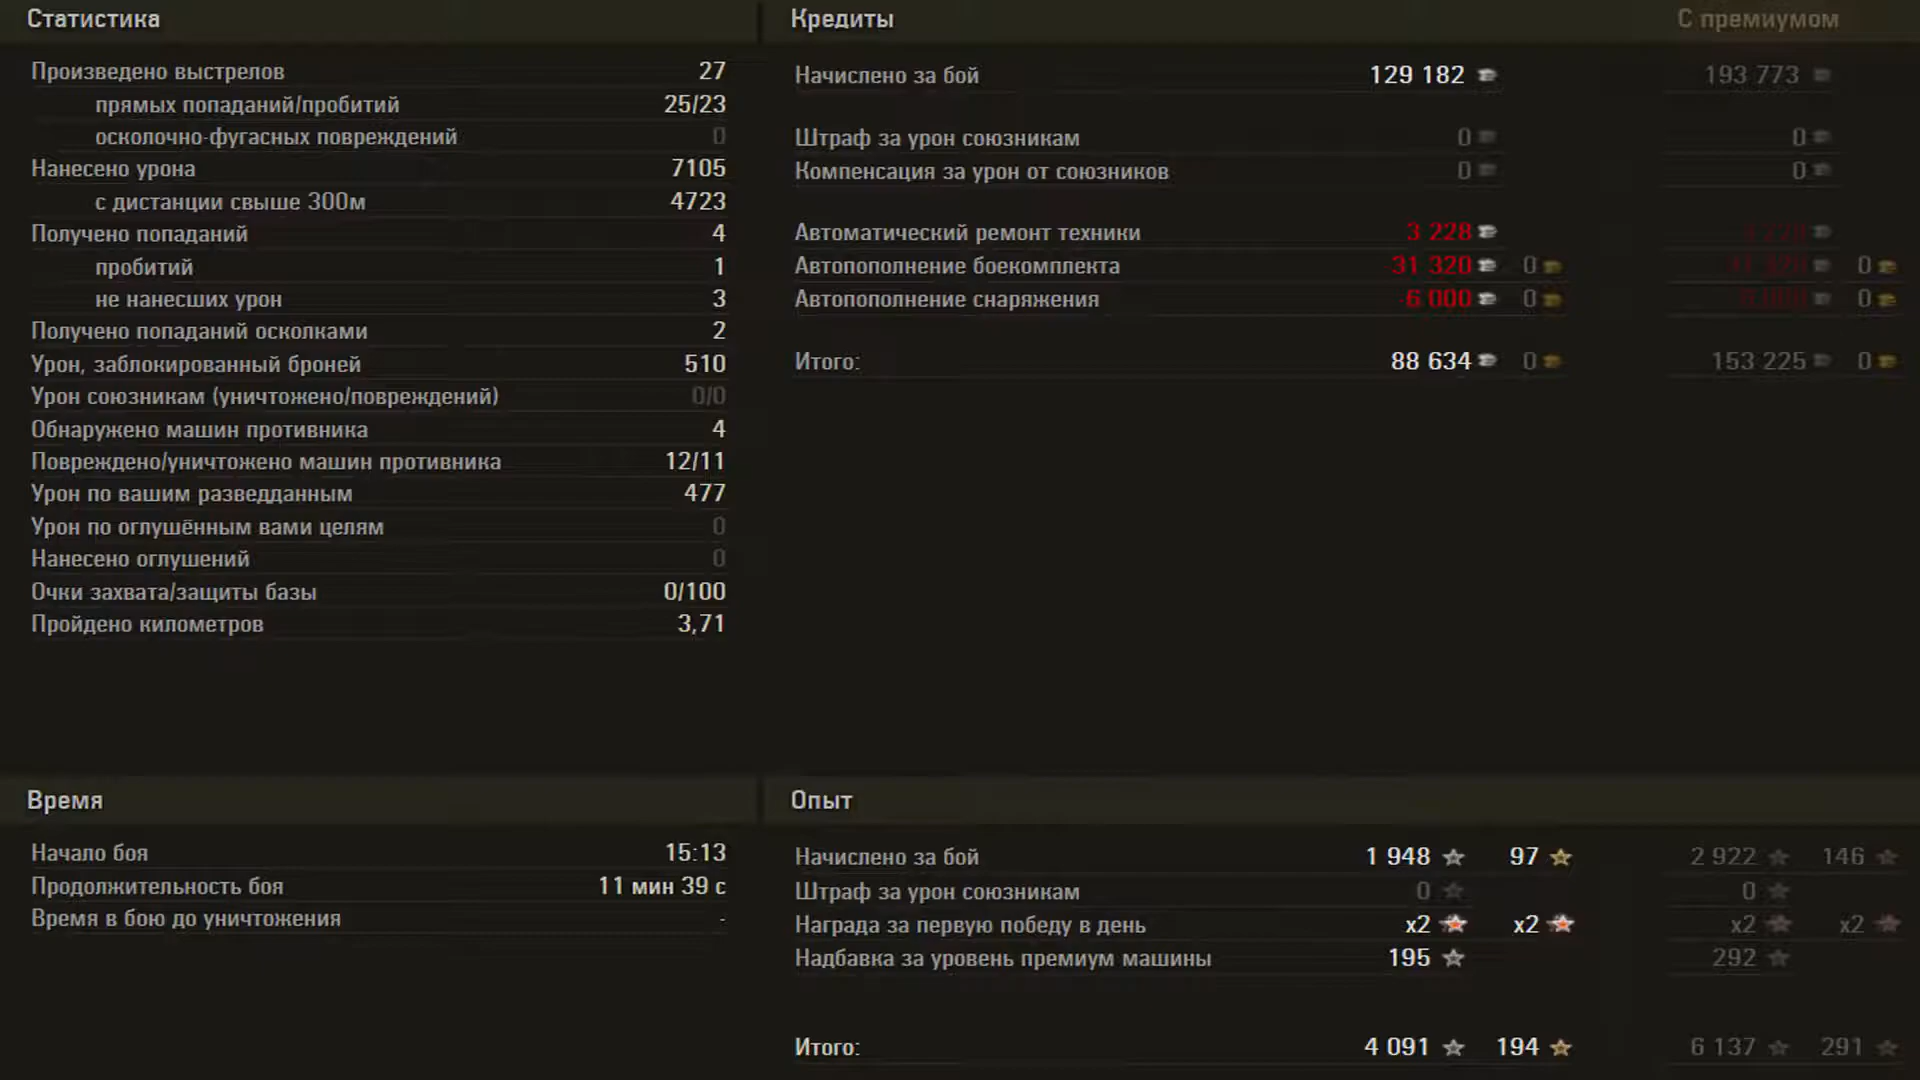 Статистика
Произведено выстрелов 27
прямых попаданий/пробитий 25/23
осколочно-фугасных повреждений 0
Нанесено урона 7105
с дистанции свыше 300м 4723
Получено попаданий 4
пробитий 1
не нанесших урон 3
Получено попаданий осколками 2
Урон, заблокированный броней 510
Урон союзникам (уничтожено/повреждений) 0/0
Обнаружено машин противника 4
Повреждено/уничтожено машин противника 12/11
Урон по вашим разведданным 477
Урон по оглушённым вами целям 0
Нанесено оглушений 0
Очки захвата/защиты базы 0/100
Пройдено километров 3,71
Кредиты С премиумом
Начислено за бой 129 182 193 773
Штраф за урон союзникам 0 0
Компенсация за урон от союзников 0 0
Автоматический ремонт техники 3 228
Автопополнение боекомплекта 31 320 0 0
Автопополнение снаряжения -6 000 0 0
Итого: 88 634 0 153 225 0
Время
Начало боя 15:13
Продолжительность боя 11 мин 39 с
Время в бою до уничтожения -
Опыт
Начислено за бой 1 948 97 2 922 146
Штраф за урон союзникам 0 0
Награда за первую победу в день x2 x2 x2 x2
Надбавка за уровень премиум машины 195 292
Итого: 4 091 194 6 137 291